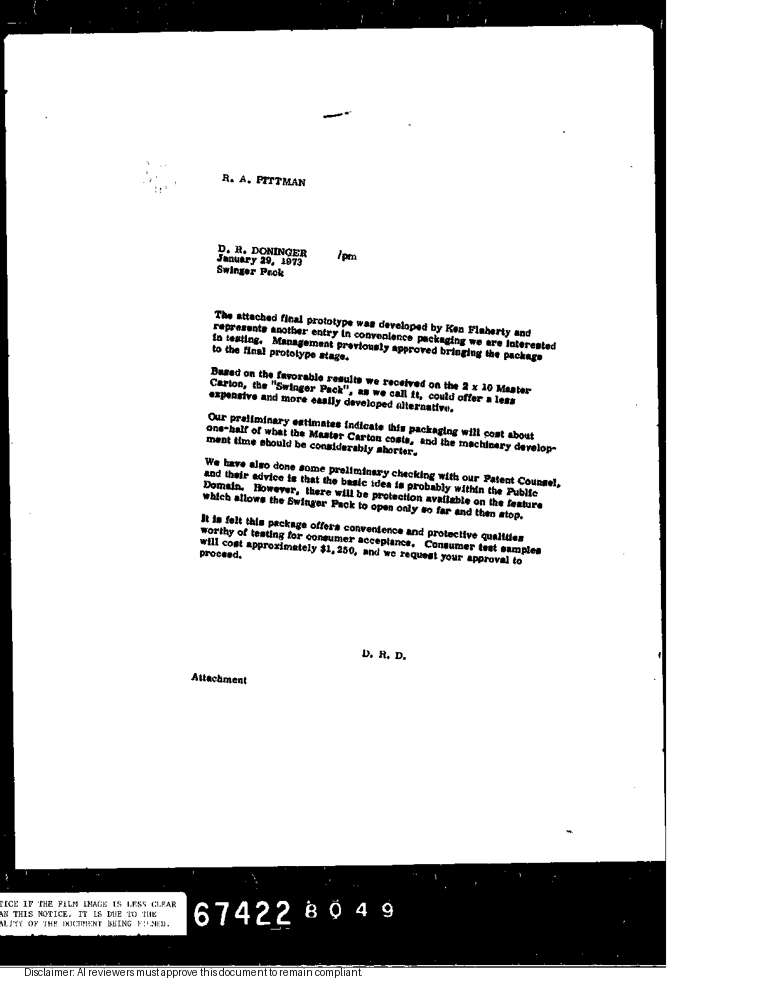 R. A. PITTMAN
D. R. DONINGER /pm
January 29, 1973
Swinger Pack
The attached final prototype was developed by Ken Flaherty and
represents another entry in convenience packaging we are interested
in testing. Management previously approved bringing the package
to the final prototype stage.
Based on the favorable results we received on the 2 x 10 Master
Carton, the "Swinger Pack", as we call it, could offer a less
expensive and more easily developed alternative.
Our preliminary estimates indicate this packaging will cost about
one-half of what the Master Carton costs, and the machinery develop-
ment time should be considerably shorter.
We have also done some preliminary checking with our Patent Counsel,
and their advice is that the basic idea is probably within the Public
Domain. However, there will be protection available on the feature
which allows the Swinger Pack to open only so far and then stop.
It is felt this package offers convenience and protective qualities
worthy of testing for consumer acceptance. Consumer test samples
will cost approximately $1,250, and we request your approval to
proceed.
D. R. D.
Attachment
TICE IF THE FILM IMAGE IS LESS CLEAR
AN THIS NOTICE, IT IS DUE TO THE
ALITY OF THE DOCUMENT BEING FILMED.
67422 8049
Disclaimer: AI reviewers must approve this document to remain compliant.